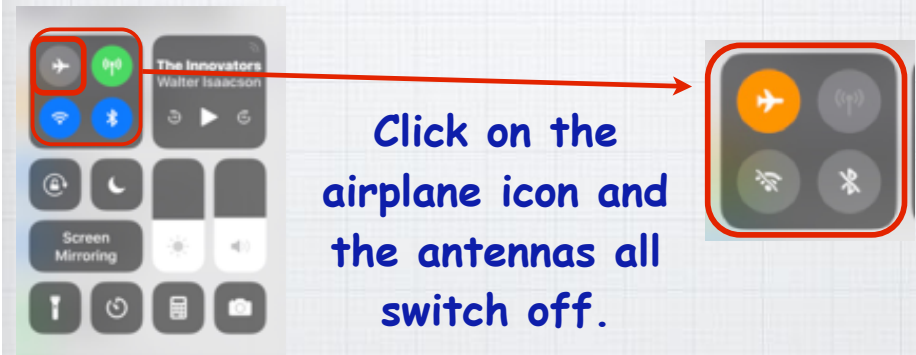 The Innovators
Walter Isaacson
Screen
Mirroring
Click on the
airplane icon and
the antennas all
switch off.